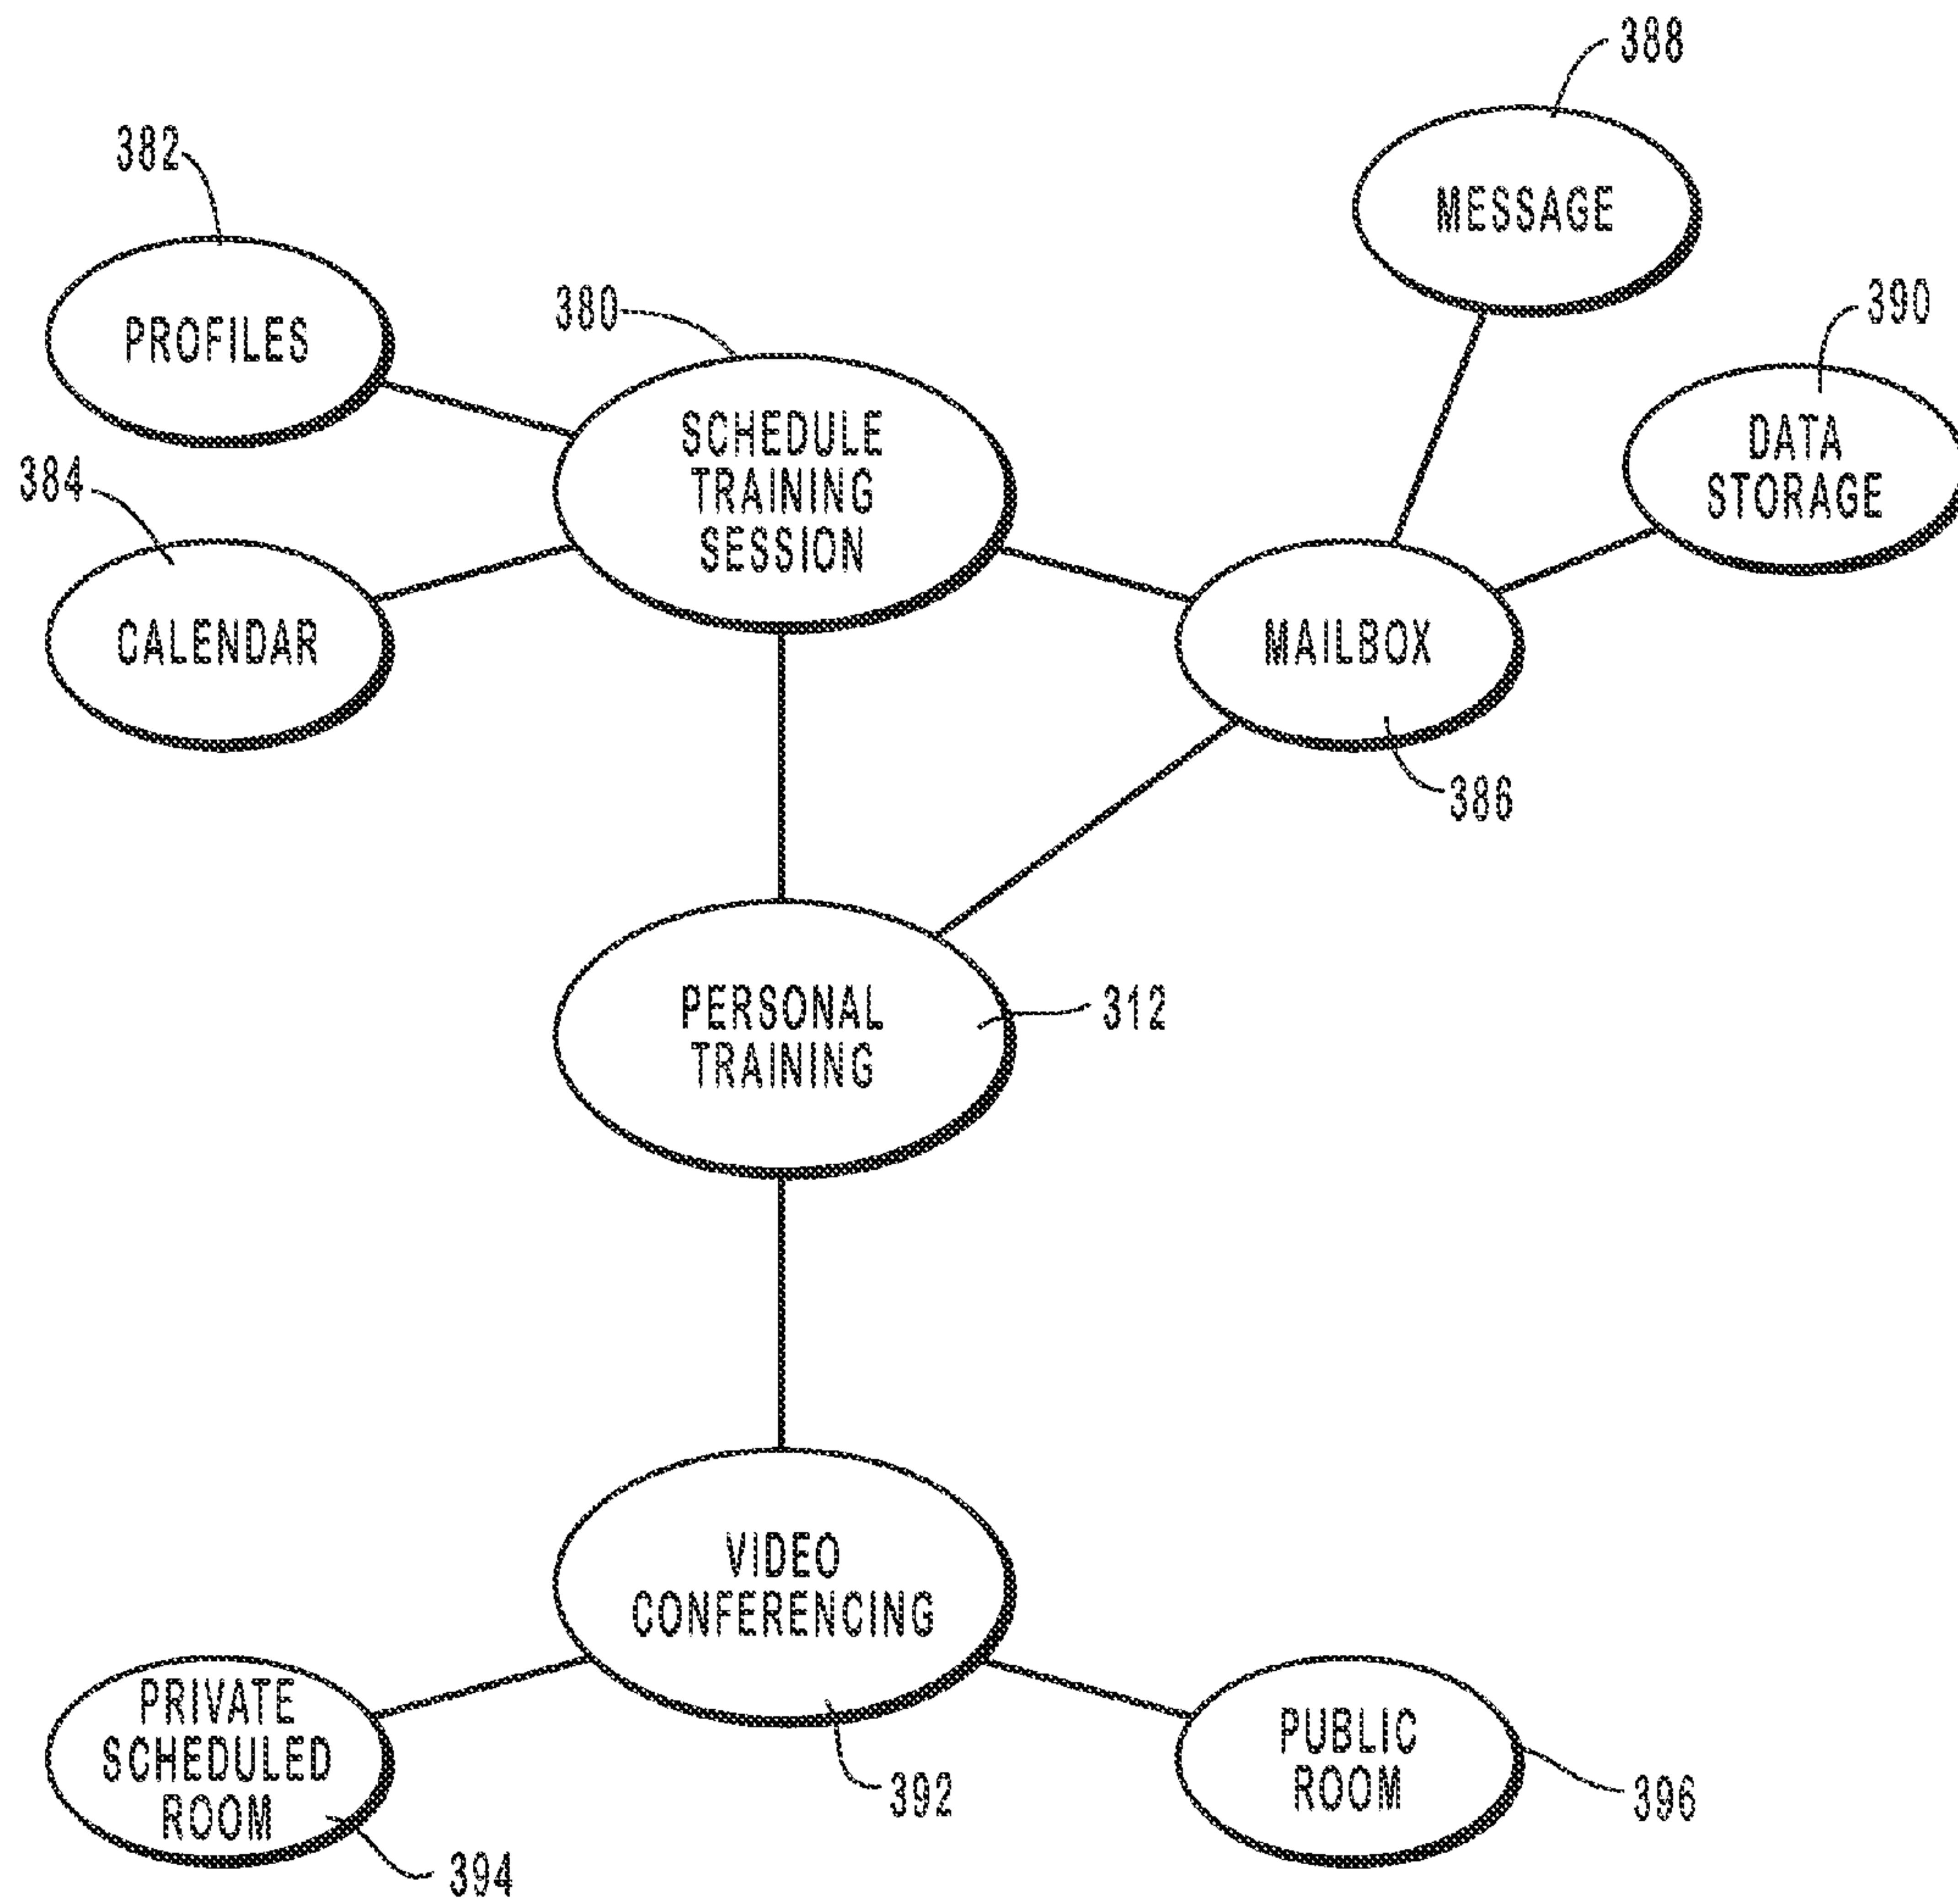 388
382
MESSAGE
380
390
PROFILES
SCHEDULE
TRAINING
SESSION
DATA
STORAGE
384
CALENDAR
MAILBOX
386
PERSONAL
TRAINING
312
VIDEO
CONFERENCING
PRIVATE
SCHEDULED
ROOM
PUBLIC
ROOM
392
396
394